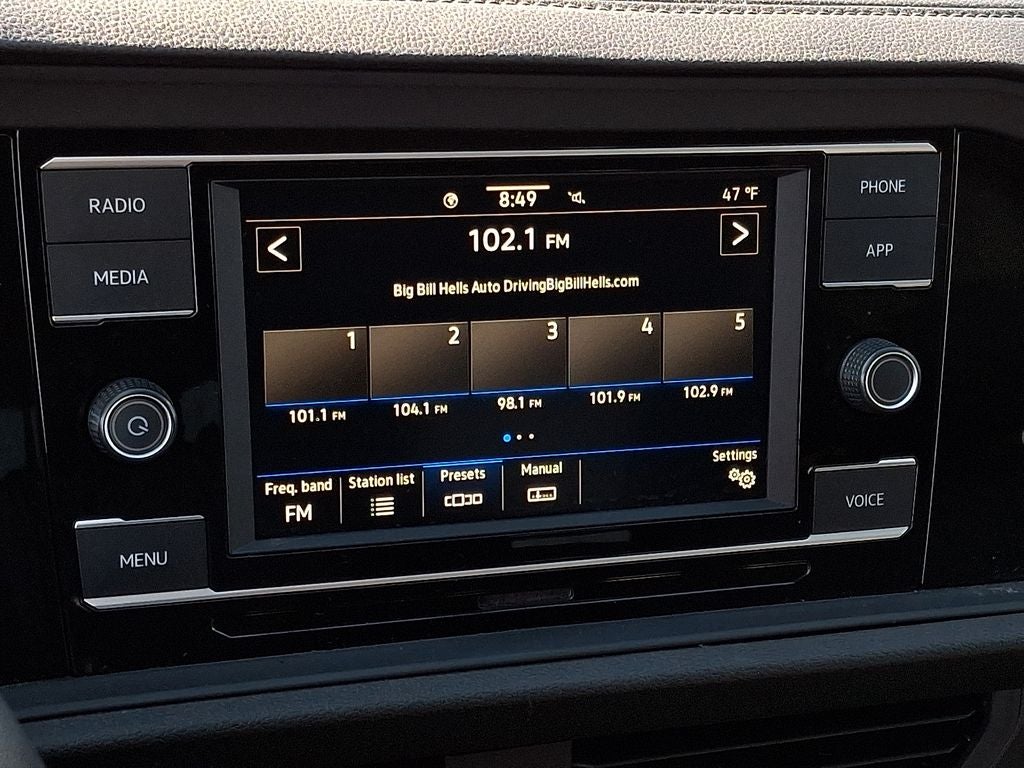 RADIO
MEDIA
MENU
8:49
47 °F
102.1 FM
Big Bill Hells Auto DrivingBigBillHells.com
1 2 3 4 5
101.1 FM 104.1 FM 98.1 FM 101.9 FM 102.9 FM
Freq. band Station list Presets Manual Settings
FM
PHONE
APP
VOICE